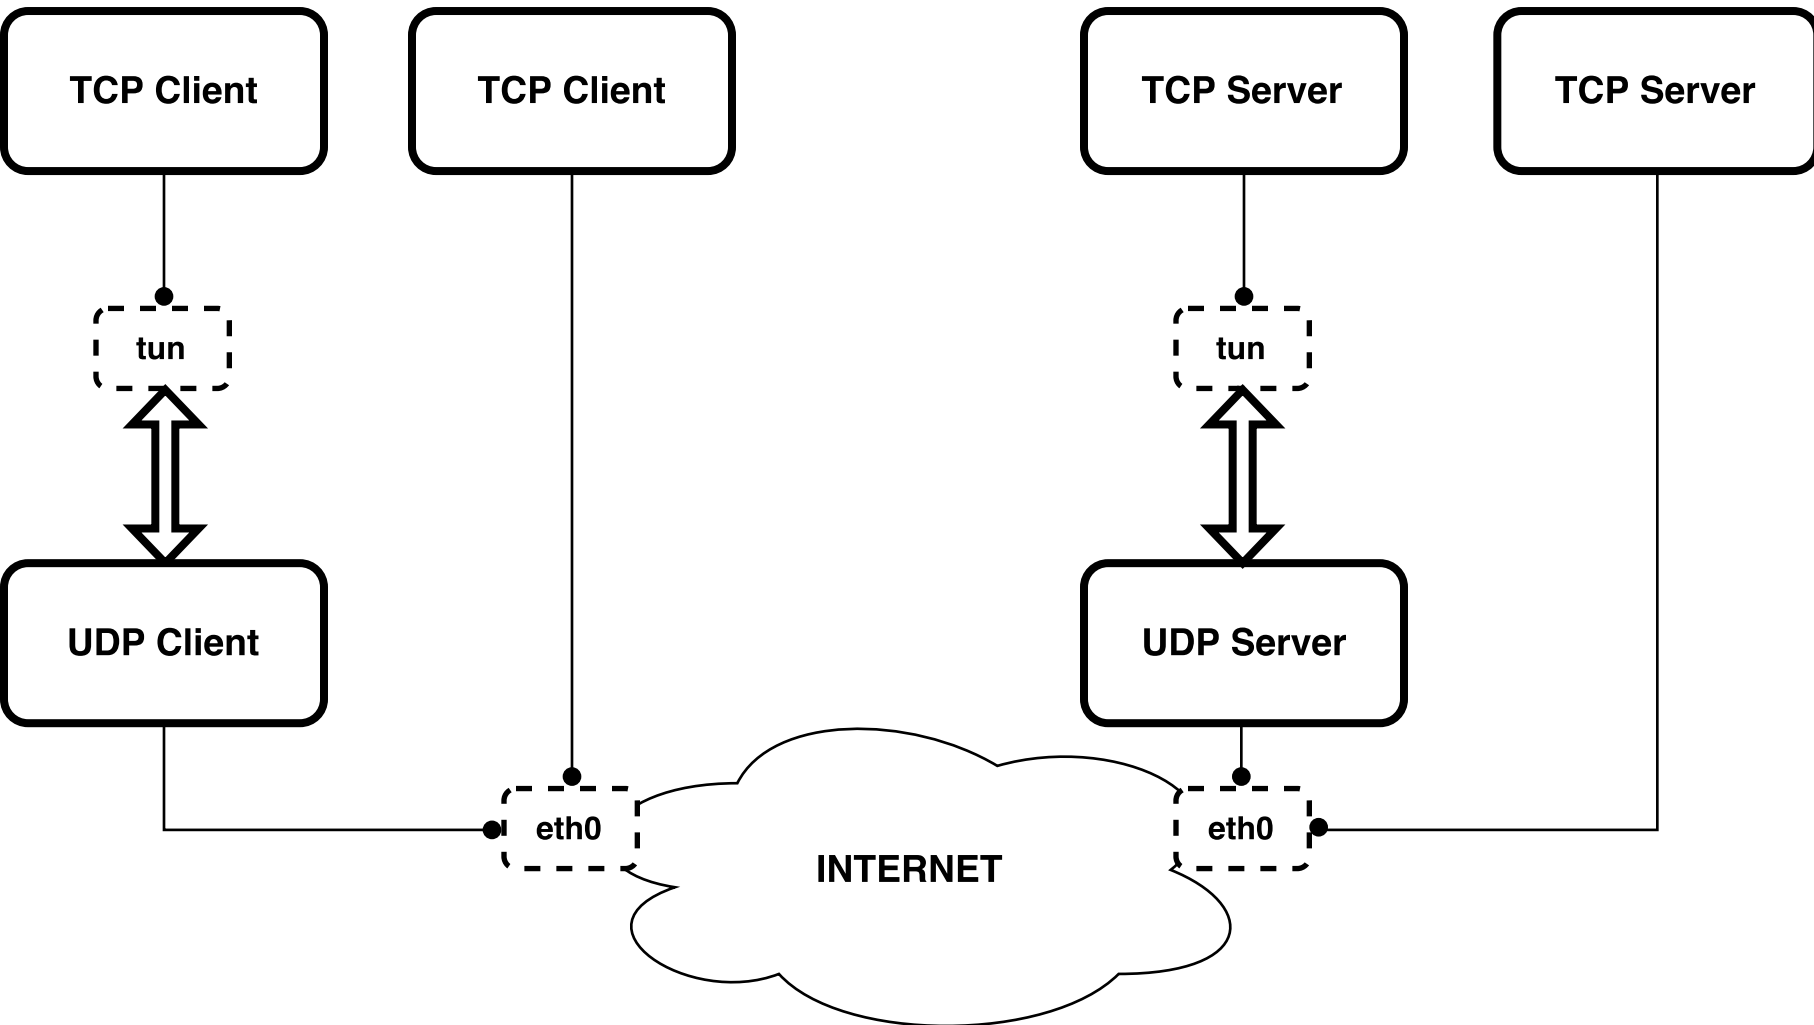 TCP Client
TCP Client
TCP Server
TCP Server
tun
tun
UDP Client
UDP Server
eth0
eth0
INTERNET